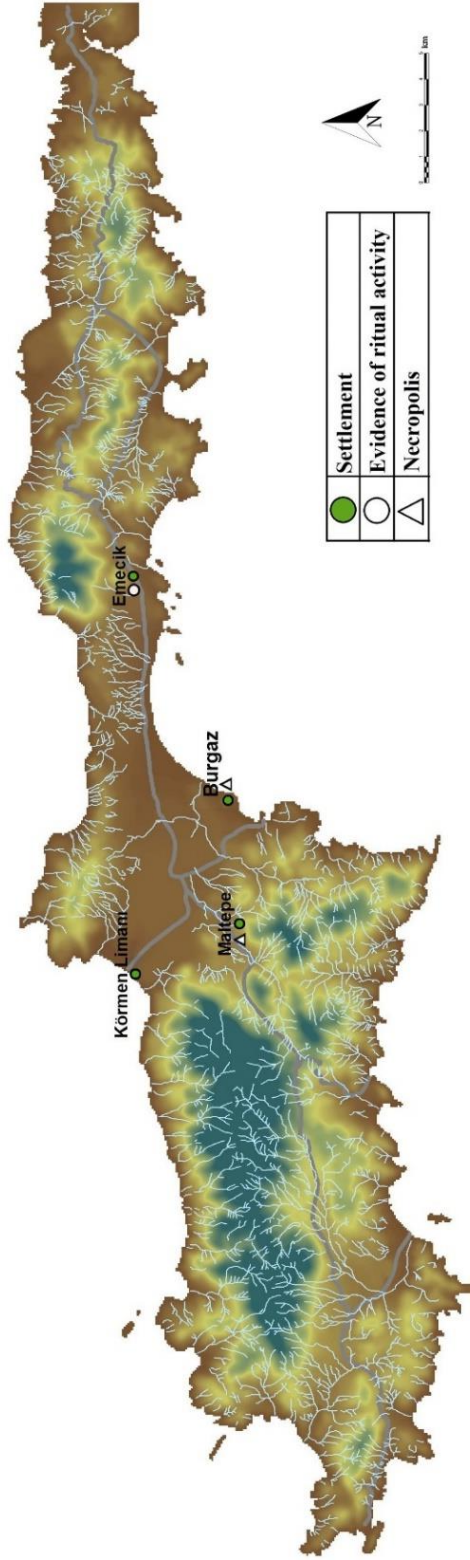 Körmen Limanı
Emecik
Burgaz
Maltepe
N
km
Settlement
Evidence of ritual activity
Necropolis